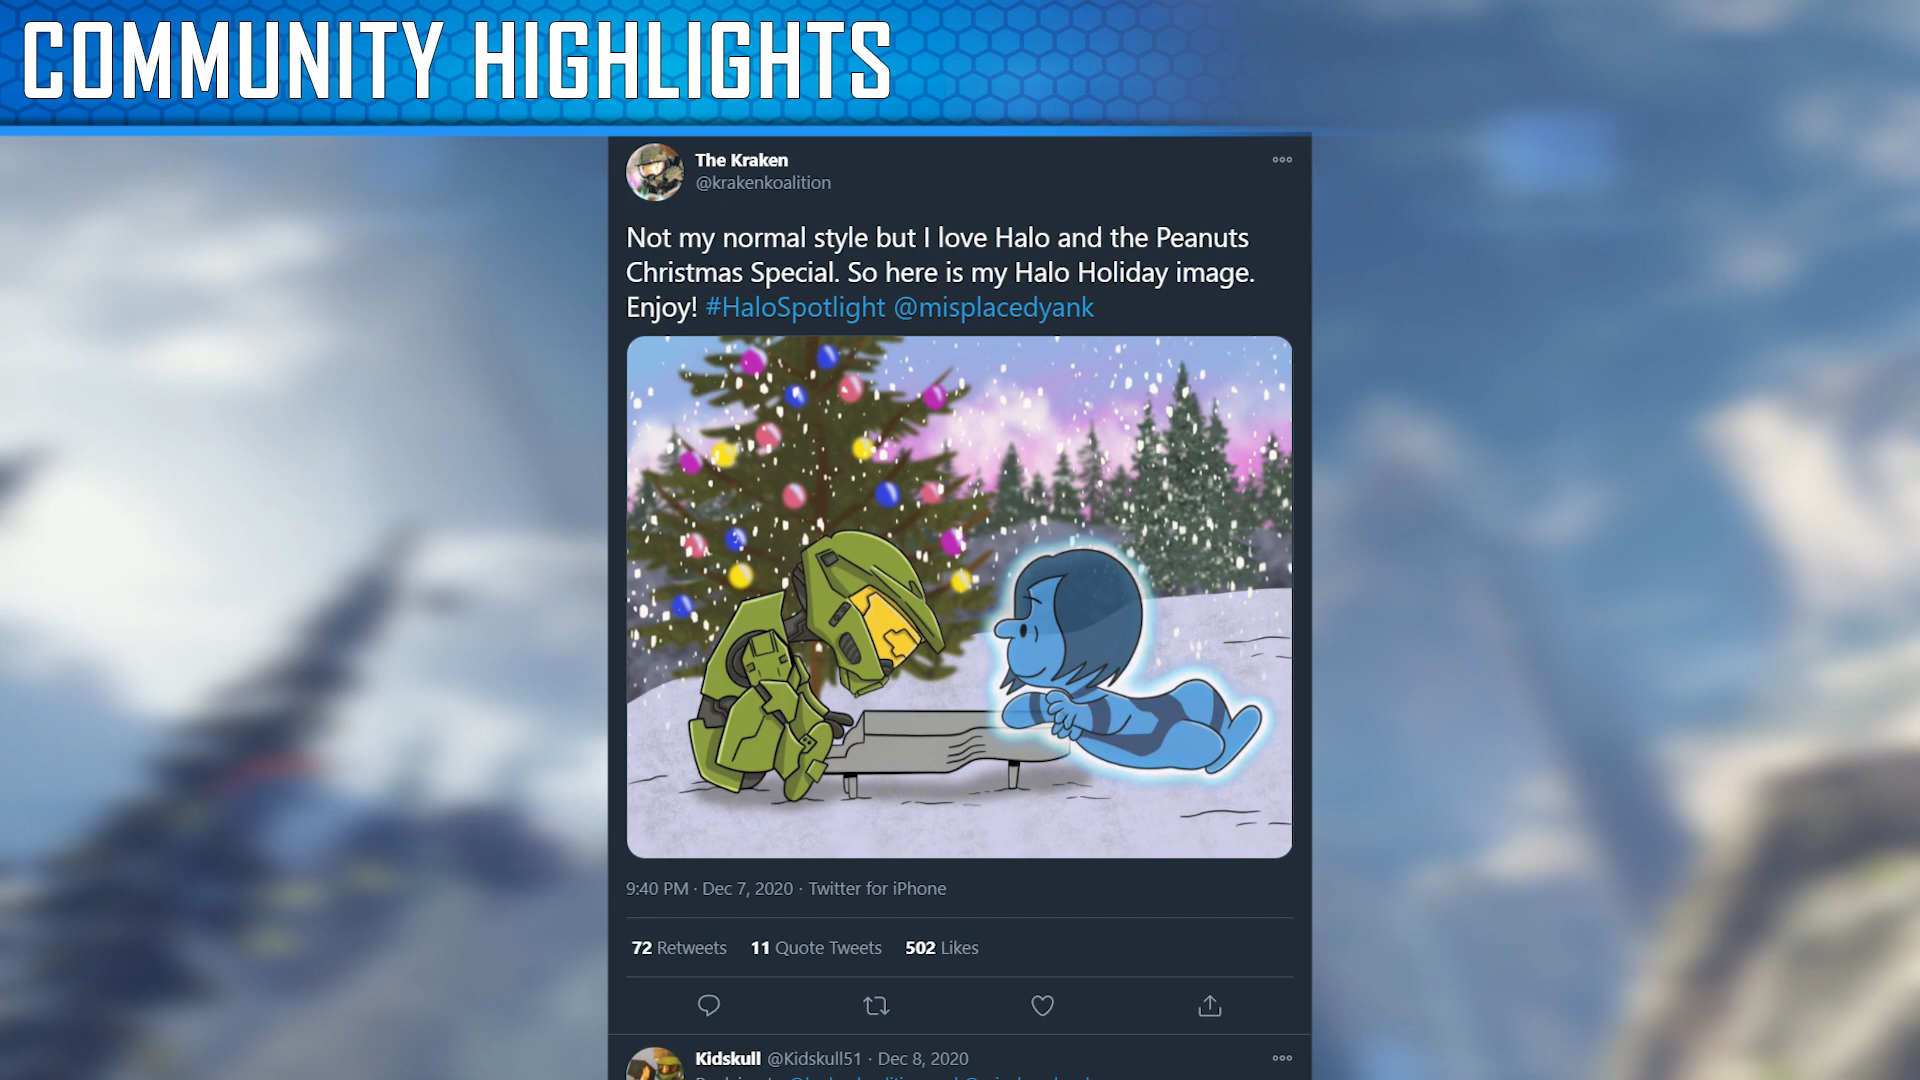 COMMUNITY HIGHLIGHTS
The Kraken
@krakenkoalition
Not my normal style but I love Halo and the Peanuts
Christmas Special. So here is my Halo Holiday image.
Enjoy! #HaloSpotlight @misplacedyank
9:40 PM · Dec 7, 2020 · Twitter for iPhone
72 Retweets 11 Quote Tweets 502 Likes
Kidskull @Kidskull51 · Dec 8, 2020